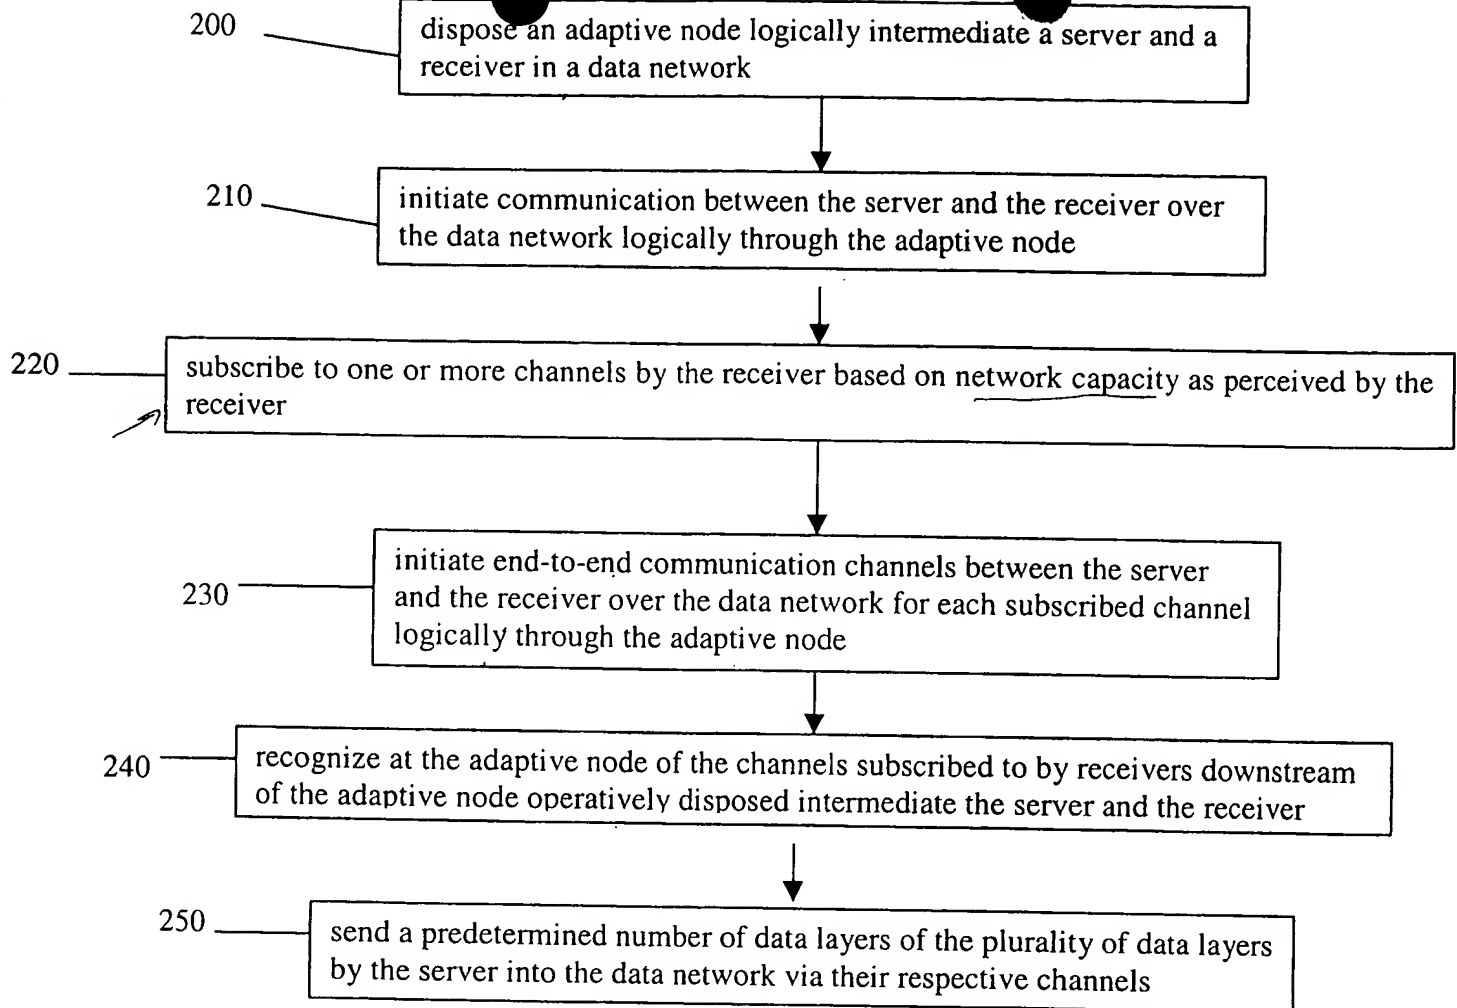 200
dispose an adaptive node logically intermediate a server and a
receiver in a data network
210
initiate communication between the server and the receiver over
the data network logically through the adaptive node
220
subscribe to one or more channels by the receiver based on network capacity as perceived by the
receiver
230
initiate end-to-end communication channels between the server
and the receiver over the data network for each subscribed channel
logically through the adaptive node
240
recognize at the adaptive node of the channels subscribed to by receivers downstream
of the adaptive node operatively disposed intermediate the server and the receiver
250
send a predetermined number of data layers of the plurality of data layers
by the server into the data network via their respective channels